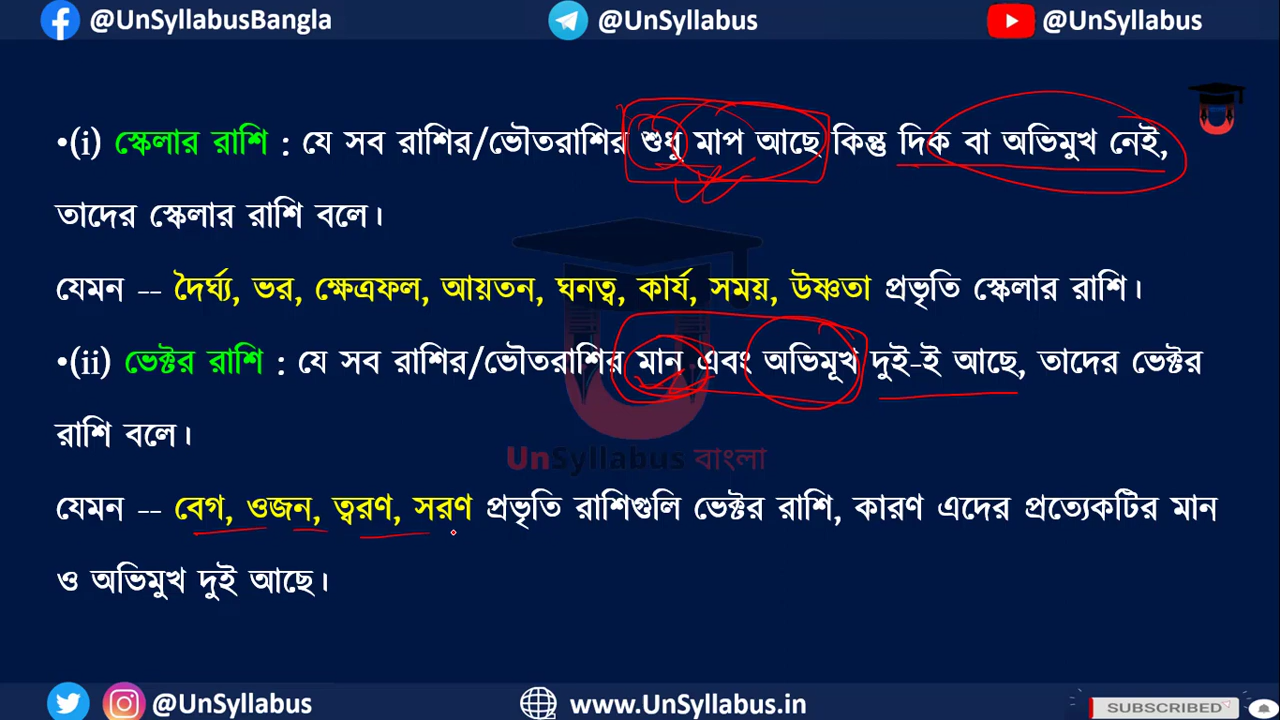 @UnSyllabusBangla @UnSyllabus @UnSyllabus
•(i) স্কেলার রাশি : যে সব রাশির/ভৌতরাশির শুধু মাপ আছে কিন্তু দিক বা অভিমুখ নেই,
তাদের স্কেলার রাশি বলে।
যেমন -- দৈর্ঘ্য, ভর, ক্ষেত্রফল, আয়তন, ঘনত্ব, কার্য, সময়, উষ্ণতা প্রভৃতি স্কেলার রাশি।
•(ii) ভেক্টর রাশি : যে সব রাশির/ভৌতরাশির মান এবং অভিমূখ দুই-ই আছে, তাদের ভেক্টর
রাশি বলে।
UnSyllabus বাংলা
যেমন -- বেগ, ওজন, ত্বরণ, সরণ প্রভৃতি রাশিগুলি ভেক্টর রাশি, কারণ এদের প্রত্যেকটির মান
ও অভিমুখ দুই আছে।
@UnSyllabus www.UnSyllabus.in SUBSCRIBED